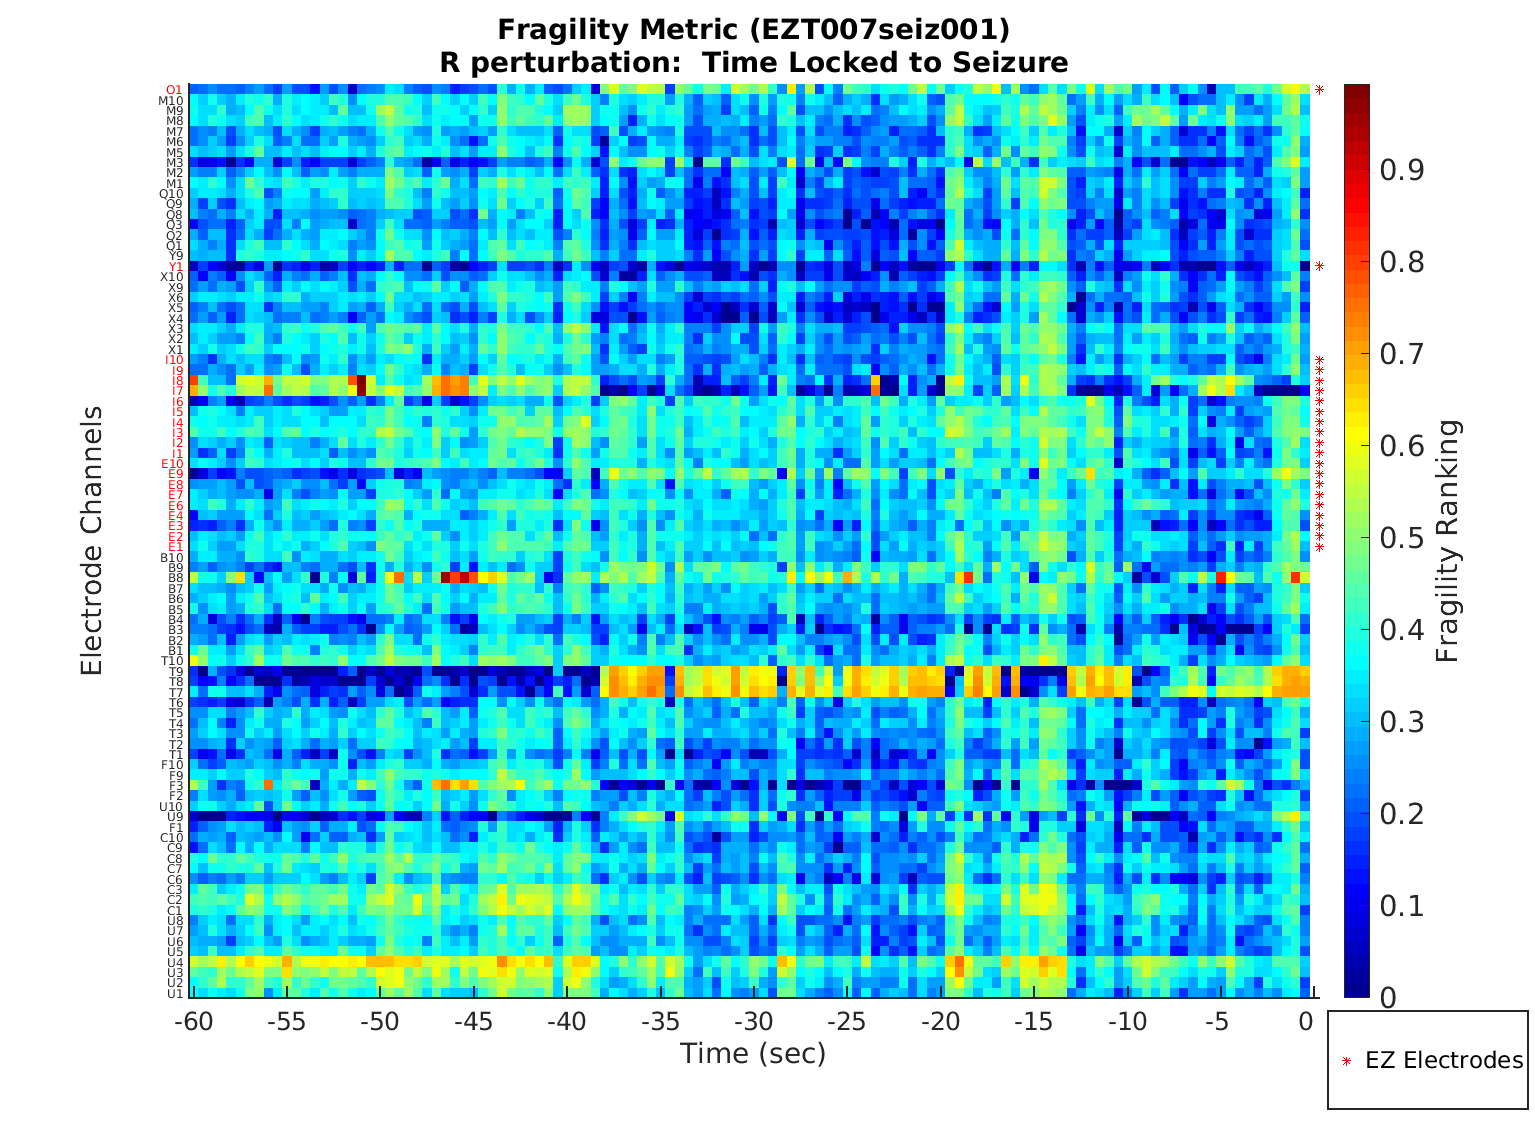 Fragility Metric (EZT007seiz001)
R perturbation:  Time Locked to Seizure
Electrode Channels
O1
M10
M9
M8
M7
M6
M5
M3
M2
M1
Q10
Q9
Q8
Q3
Q2
Q1
Y9
Y1
X10
X9
X6
X5
X4
X3
X2
X1
I10
I9
I8
I7
I6
I5
I4
I3
I2
I1
E10
E9
E8
E7
E6
E4
E3
E2
E1
B10
B9
B8
B7
B6
B5
B4
B3
B2
B1
T10
T9
T8
T7
T6
T5
T4
T3
T2
T1
F10
F9
F3
F2
U10
U9
F1
C10
C9
C8
C7
C6
C3
C2
C1
U8
U7
U6
U5
U4
U3
U2
U1
-60 -55 -50 -45 -40 -35 -30 -25 -20 -15 -10 -5 0
Time (sec)
0.9
0.8
0.7
0.6
0.5
0.4
0.3
0.2
0.1
0
Fragility Ranking
EZ Electrodes